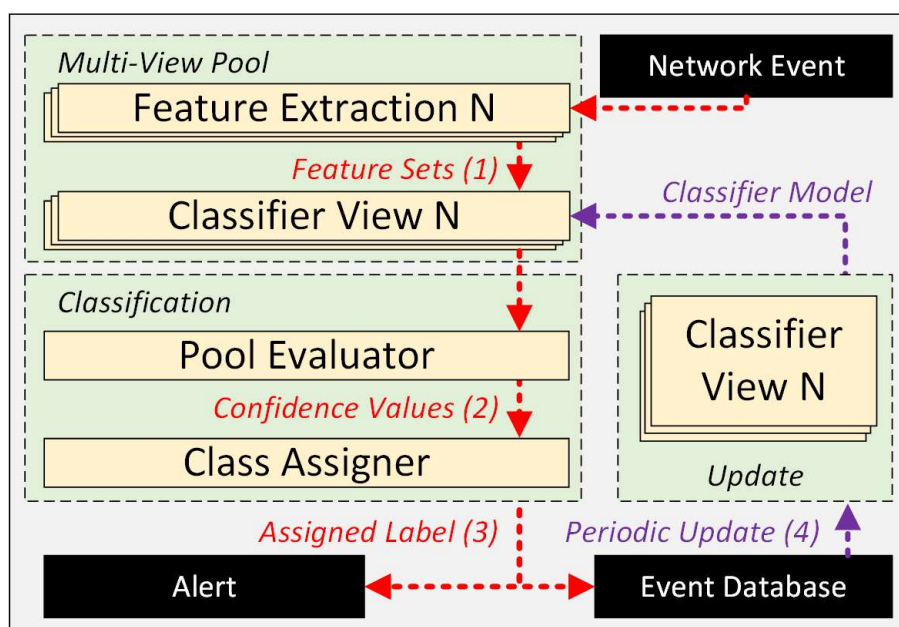 Multi-View Pool
Network Event
Feature Extraction N
Feature Sets (1)
Classifier View N
Classifier Model
Classification
Pool Evaluator
Confidence Values (2)
Class Assigner
Classifier
View N
Update
Assigned Label (3)
Periodic Update (4)
Alert
Event Database